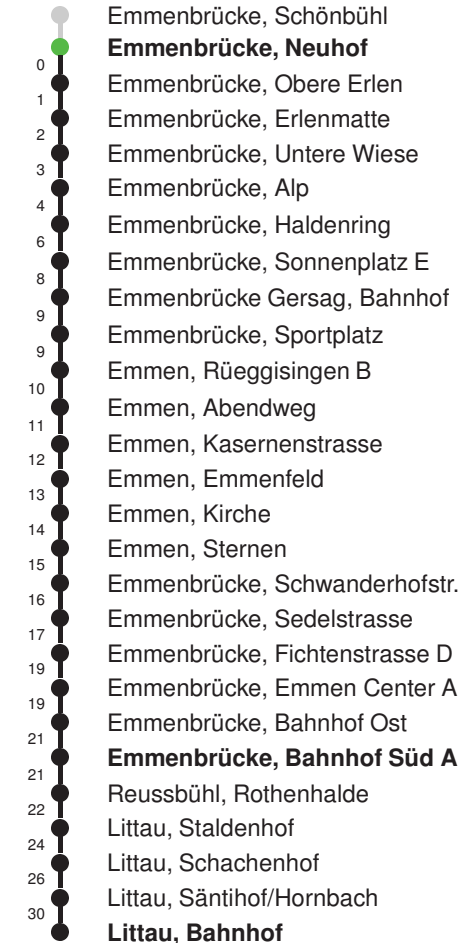 Emmenbrücke, Schönbühl
Emmenbrücke, Neuhof
0
Emmenbrücke, Obere Erlen
1
Emmenbrücke, Erlenmatte
2
Emmenbrücke, Untere Wiese
3
Emmenbrücke, Alp
4
Emmenbrücke, Haldenring
6
Emmenbrücke, Sonnenplatz E
8
Emmenbrücke Gersag, Bahnhof
9
Emmenbrücke, Sportplatz
9
Emmen, Rüeggisingen B
10
Emmen, Abendweg
11
Emmen, Kasernenstrasse
12
Emmen, Emmenfeld
13
Emmen, Kirche
14
Emmen, Sternen
15
Emmenbrücke, Schwanderhofstr.
16
Emmenbrücke, Sedelstrasse
17
Emmenbrücke, Fichtenstrasse D
19
Emmenbrücke, Emmen Center A
19
Emmenbrücke, Bahnhof Ost
21
Emmenbrücke, Bahnhof Süd A
21
Reussbühl, Rothenhalde
22
Littau, Staldenhof
24
Littau, Schachenhof
26
Littau, Säntihof/Hornbach
30
Littau, Bahnhof